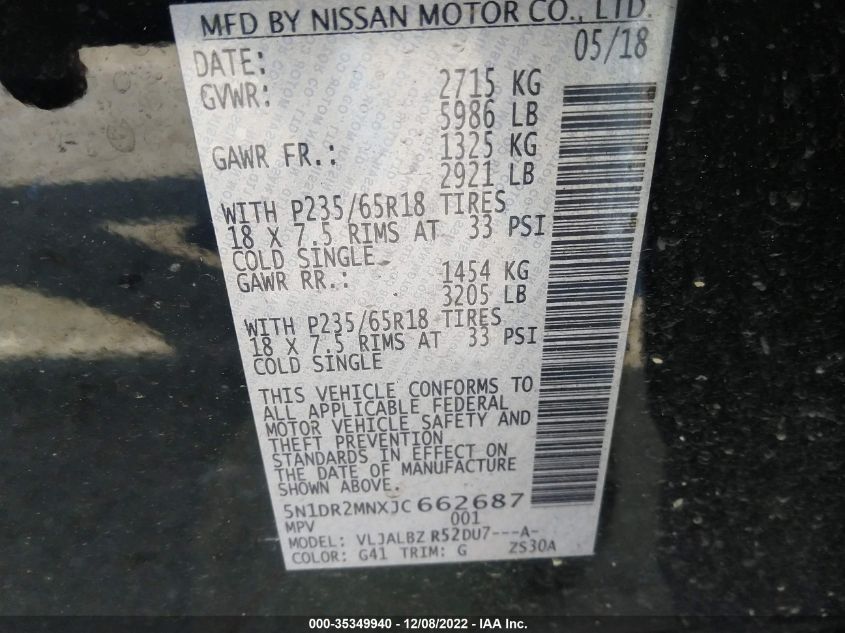 MFD BY NISSAN MOTOR CO., LTD.
DATE: 05/18
GVWR: 2715 KG
5986 LB
GAWR FR.: 1325 KG
2921 LB
WITH P235/65R18 TIRES
18 X 7.5 RIMS AT 33 PSI
COLD SINGLE
GAWR RR.: 1454 KG
3205 LB
WITH P235/65R18 TIRES
18 X 7.5 RIMS AT 33 PSI
COLD SINGLE
THIS VEHICLE CONFORMS TO
ALL APPLICABLE FEDERAL
MOTOR VEHICLE SAFETY AND
THEFT PREVENTION
STANDARDS IN EFFECT ON
THE DATE OF MANUFACTURE
SHOWN ABOVE.
5N1DR2MNXJC662687
MPV 001
MODEL: VLJALBZ R52DU7---A-
COLOR: G41 TRIM: G ZS30A
000-35349940 - 12/08/2022 - IAA Inc.